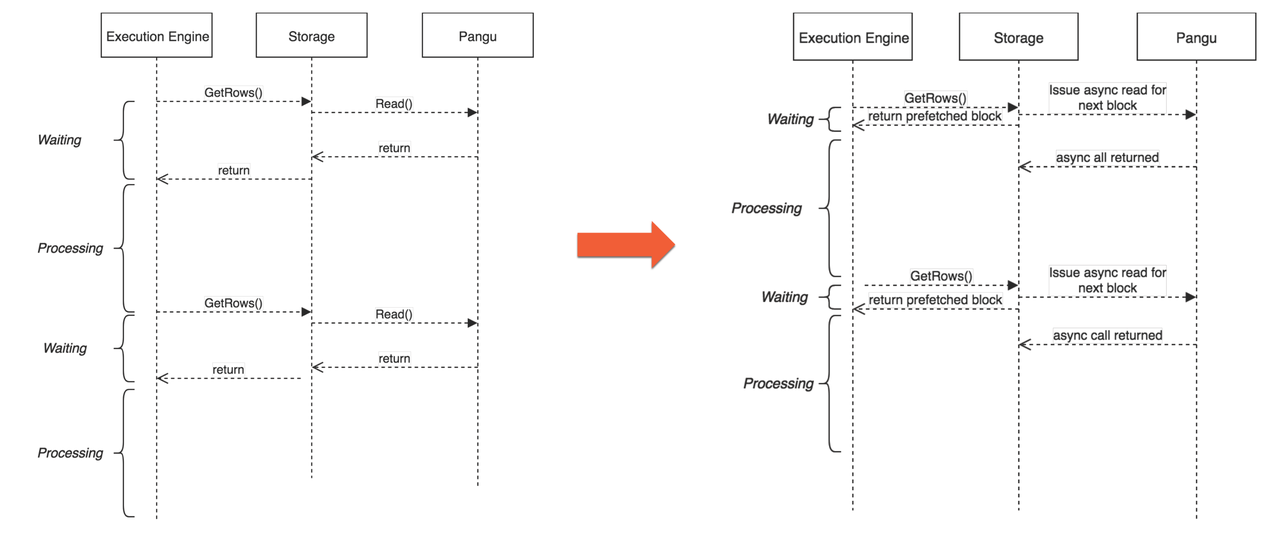 Execution Engine
Storage
Pangu
GetRows()
Read()
Waiting
return
return
Processing
GetRows()
Read()
Waiting
return
return
Processing
Execution Engine
Storage
Pangu
Issue async read for
next block
GetRows()
Waiting
return prefetched block
async all returned
Processing
Issue async read for
next block
GetRows()
Waiting
return prefetched block
async call returned
Processing